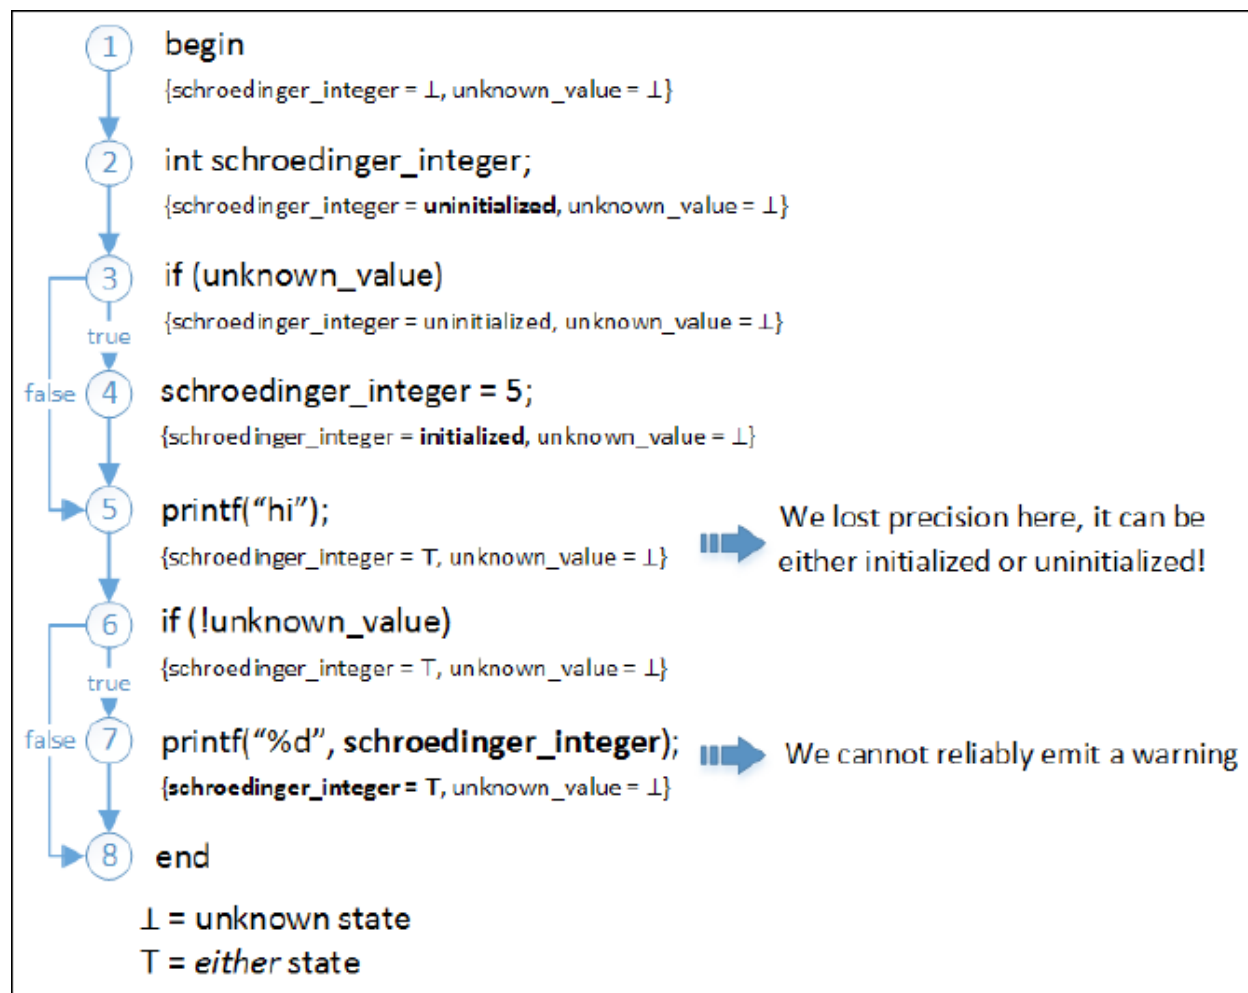 1 begin
{schroedinger_integer = ⊥, unknown_value = ⊥}
2 int schroedinger_integer;
{schroedinger_integer = uninitialized, unknown_value = ⊥}
3 if (unknown_value)
{schroedinger_integer = uninitialized, unknown_value = ⊥}
true
false 4 schroedinger_integer = 5;
{schroedinger_integer = initialized, unknown_value = ⊥}
5 printf(“hi”);
{schroedinger_integer = T, unknown_value = ⊥}
We lost precision here, it can be
either initialized or uninitialized!
6 if (!unknown_value)
{schroedinger_integer = T, unknown_value = ⊥}
true
false 7 printf(“%d”, schroedinger_integer);
{schroedinger_integer = T, unknown_value = ⊥}
We cannot reliably emit a warning
8 end
⊥ = unknown state
T = either state